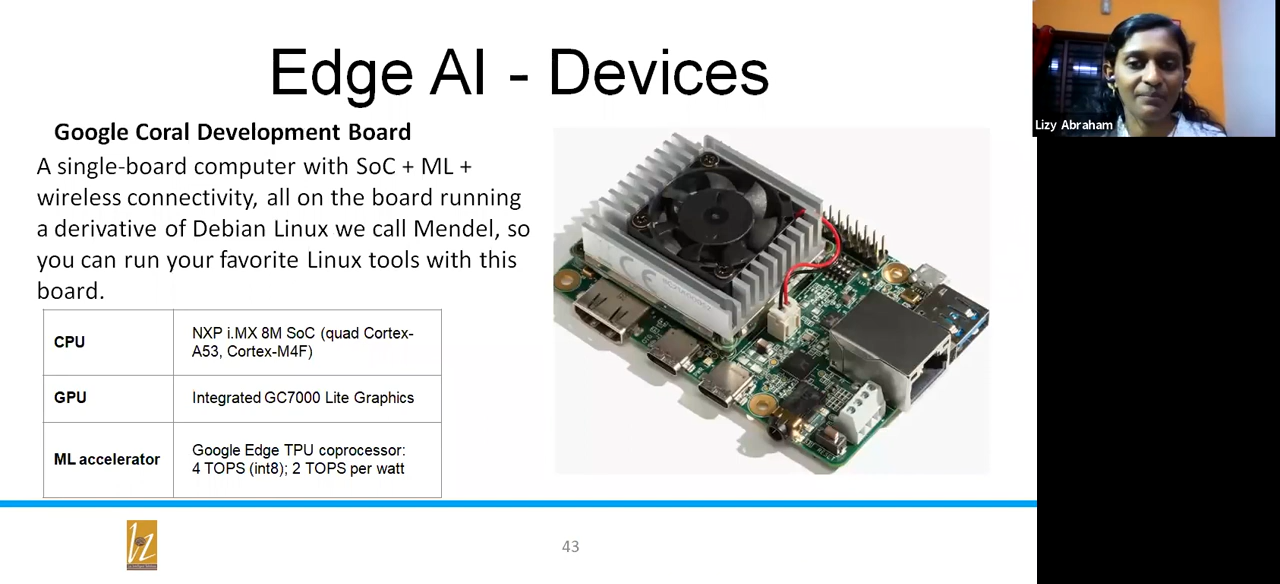 Edge AI - Devices
Google Coral Development Board
A single-board computer with SoC + ML +
wireless connectivity, all on the board running
a derivative of Debian Linux we call Mendel, so
you can run your favorite Linux tools with this
board.
CPU
NXP i.MX 8M SoC (quad Cortex-
A53, Cortex-M4F)
GPU
Integrated GC7000 Lite Graphics
ML accelerator
Google Edge TPU coprocessor:
4 TOPS (int8); 2 TOPS per watt
43
Lizy Abraham
CE